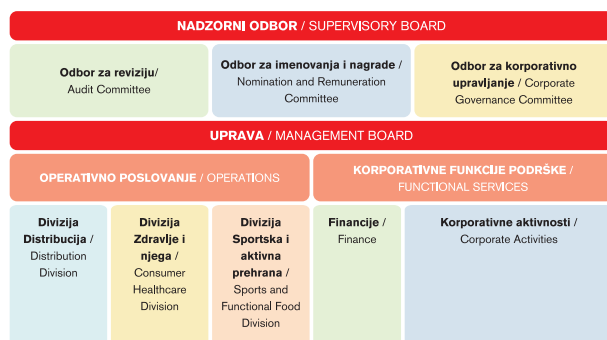 NADZORNI ODBOR / SUPERVISORY BOARD
Odbor za reviziju/
Audit Committee
Odbor za imenovanja i nagrade /
Nomination and Remuneration
Committee
Odbor za korporativno
upravljanje / Corporate
Governance Committee
UPRAVA / MANAGEMENT BOARD
OPERATIVNO POSLOVANJE / OPERATIONS
KORPORATIVNE FUNKCIJE PODRŠKE /
FUNCTIONAL SERVICES
Divizija
Distribucija /
Distribution
Division
Divizija
Zdravlje i
njega /
Consumer
Healthcare
Division
Divizija
Sportska i
aktivna
prehrana /
Sports and
Functional Food
Division
Financije /
Finance
Korporativne aktivnosti /
Corporate Activities